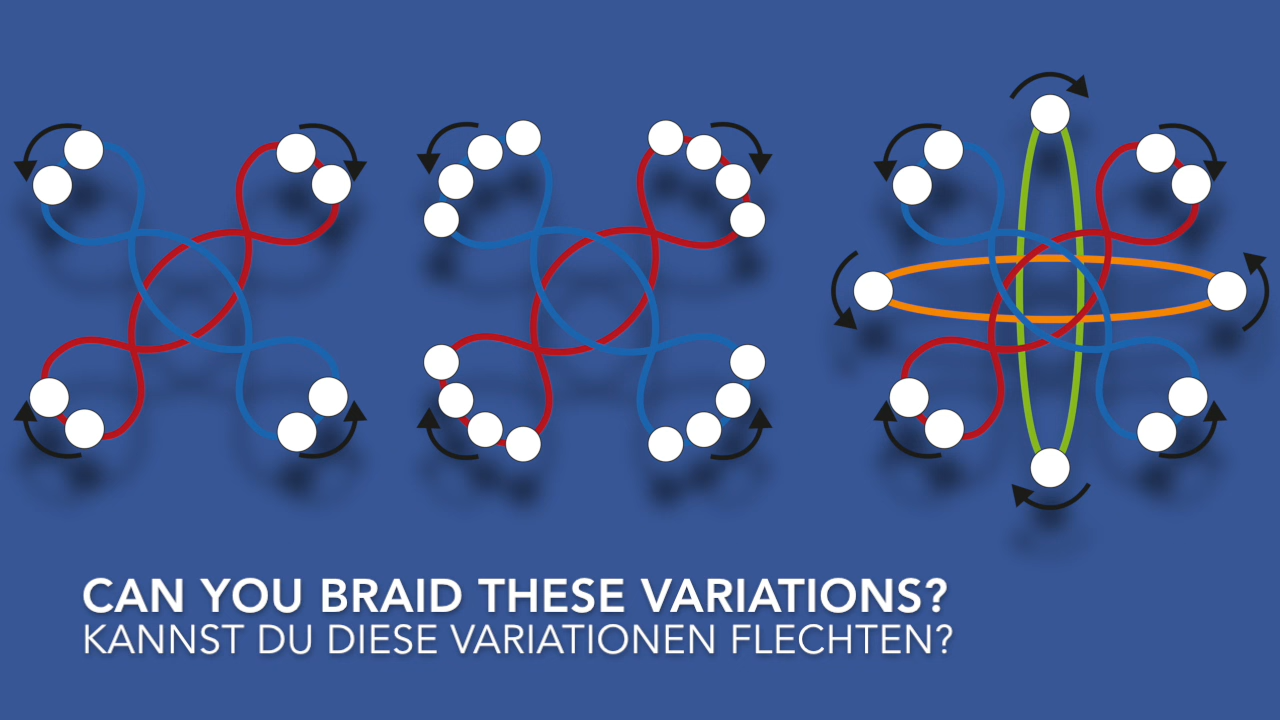 CAN YOU BRAID THESE VARIATIONS?
KANNST DU DIESE VARIATIONEN FLECHTEN?